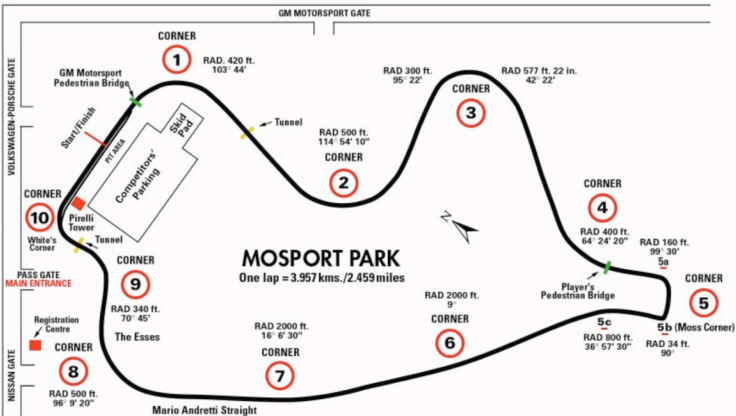 GM MOTORSPORT GATE
VOLKSWAGEN-PORSCHE GATE
CORNER
1
RAD. 420 ft.
103° 44'
GM Motorsport
Pedestrian Bridge
Start/Finish
PIT AREA
Skid
Pad
Competitors'
Parking
Tunnel
RAD 500 ft.
114° 54' 10"
CORNER
2
RAD 300 ft.
95° 22'
RAD 577 ft. 22 in.
42° 22'
CORNER
3
CORNER
4
RAD 400 ft.
64° 24' 20"
RAD 160 ft.
99° 30'
5a
CORNER
5
5b (Moss Corner)
RAD 34 ft.
90°
5c
RAD 800 ft.
36° 57' 30"
Player's
Pedestrian Bridge
N
MOSPORT PARK
One lap = 3.957 kms./2.459 miles
CORNER
10
White's
Corner
Pirelli
Tower
Tunnel
PASS GATE
MAIN ENTRANCE
CORNER
9
RAD 340 ft.
70° 45'
The Esses
Registration
Centre
NISSAN GATE
CORNER
8
RAD 500 ft.
96° 9' 20"
RAD 2000 ft.
16° 6' 30"
CORNER
7
RAD 2000 ft.
9°
CORNER
6
Mario Andretti Straight